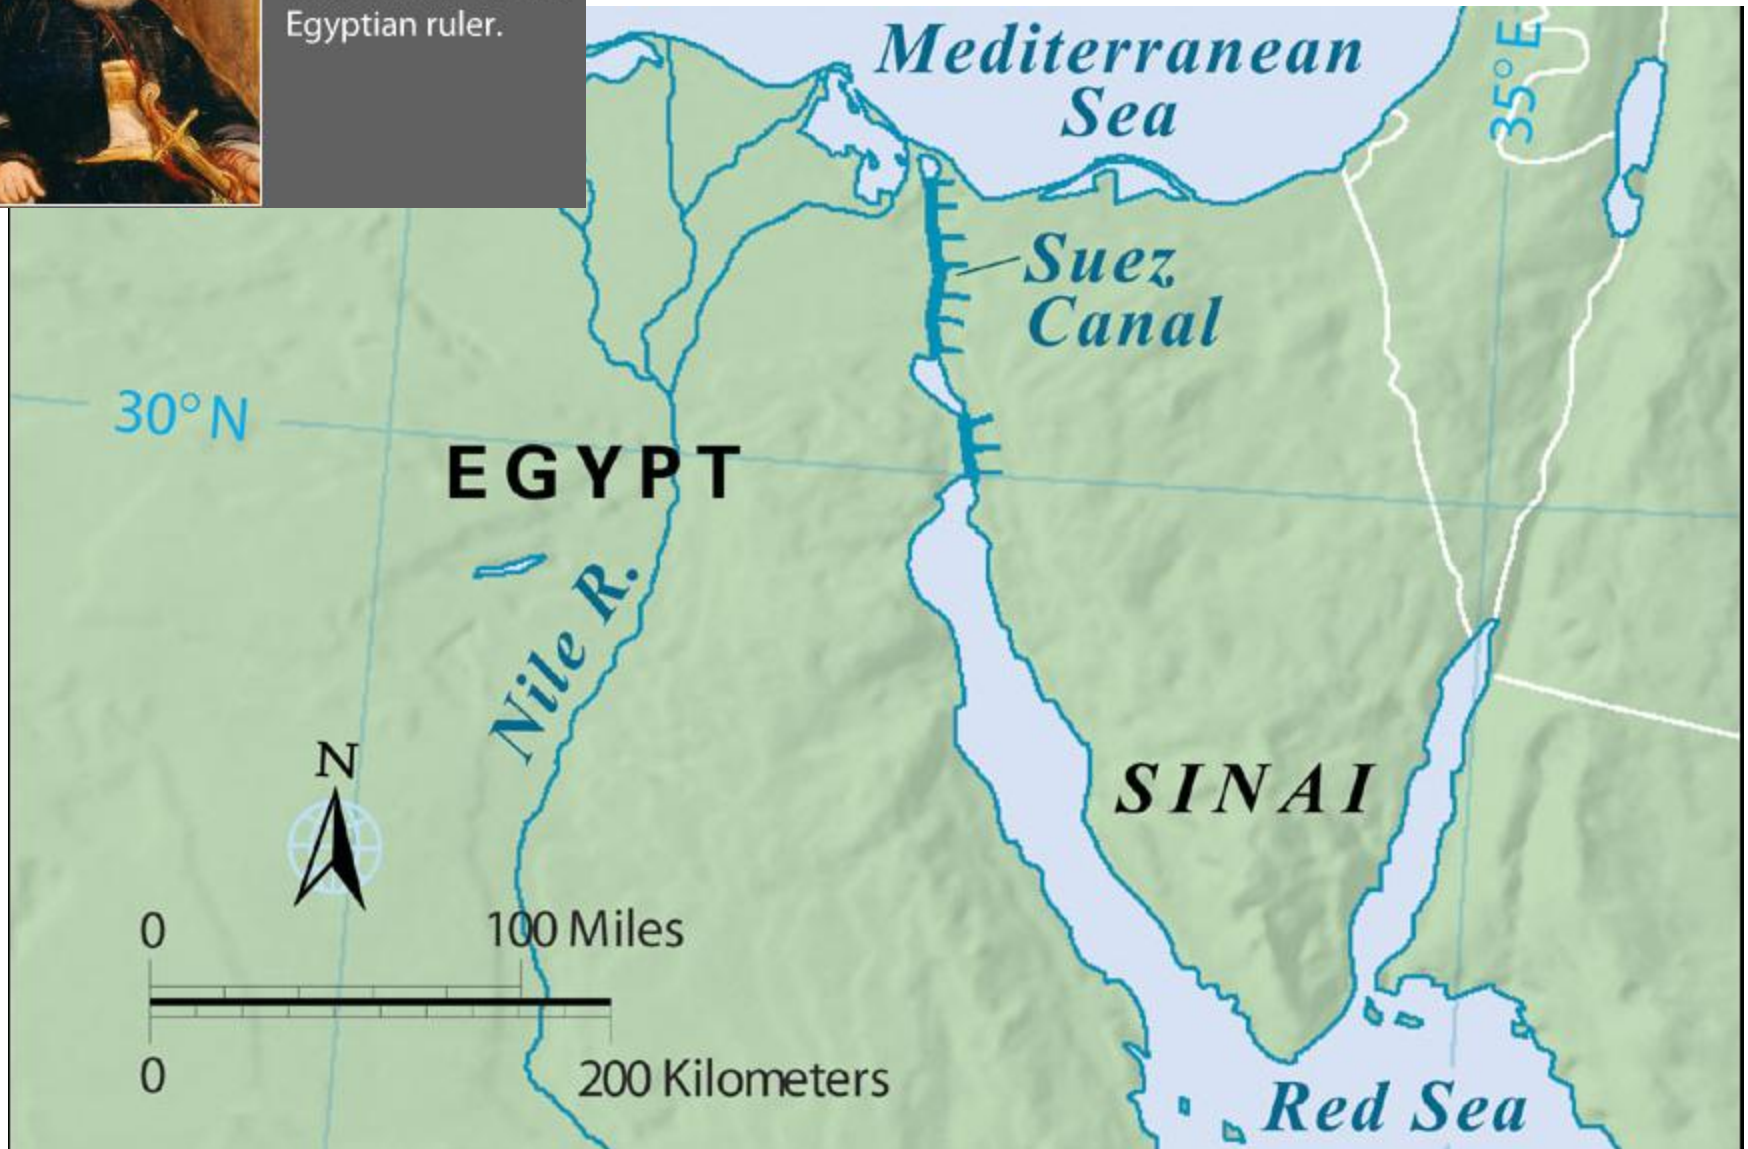 Egyptian ruler.
Mediterranean
Sea
35°E
Suez
Canal
30°N
EGYPT
Nile R.
N
SINAI
0
100 Miles
0
200 Kilometers
Red Sea